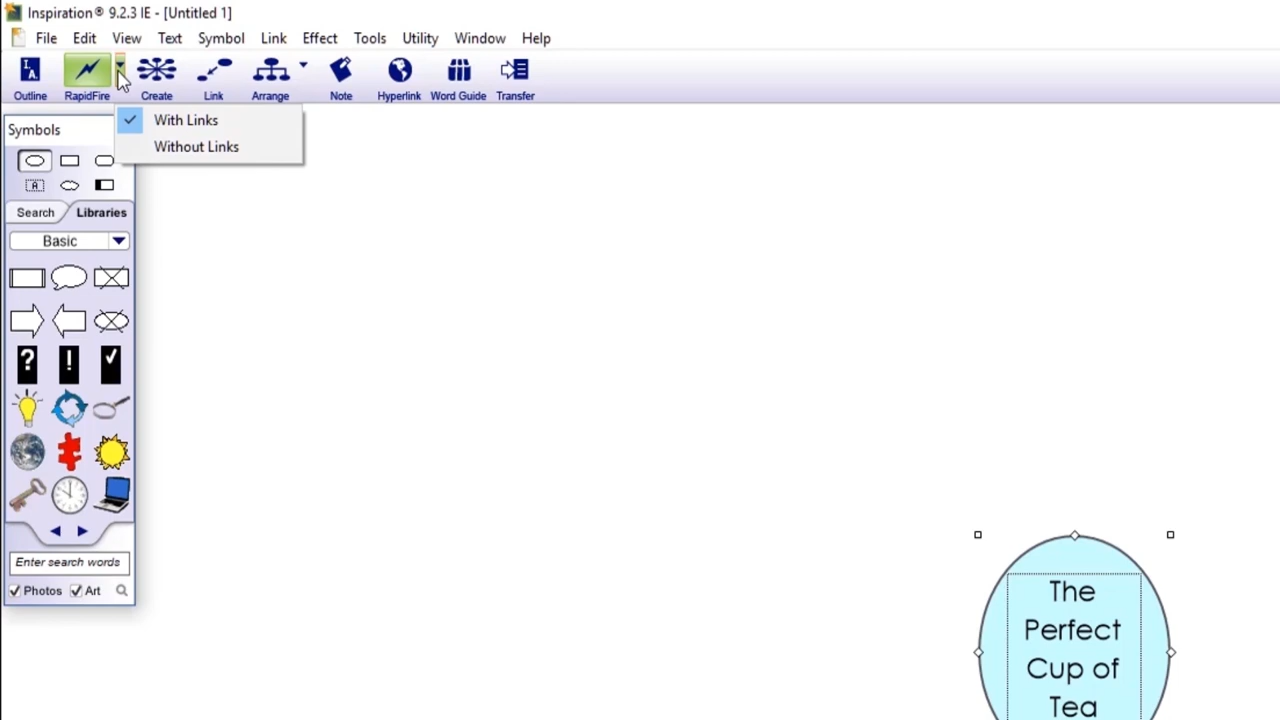 Inspiration® 9.2.3 IE - [Untitled 1]
File Edit View Text Symbol Link Effect Tools Utility Window Help
Outline RapidFire Create Link Arrange Note Hyperlink Word Guide Transfer
With Links
Without Links
Symbols
Search Libraries
Basic
Enter search words
Photos Art
The
Perfect
Cup of
Tea